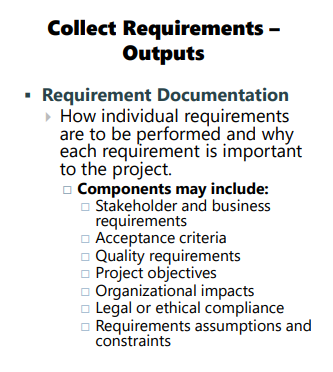 Collect Requirements –
Outputs
Requirement Documentation
How individual requirements
are to be performed and why
each requirement is important
to the project.
Components may include:
Stakeholder and business
requirements
Acceptance criteria
Quality requirements
Project objectives
Organizational impacts
Legal or ethical compliance
Requirements assumptions and
constraints